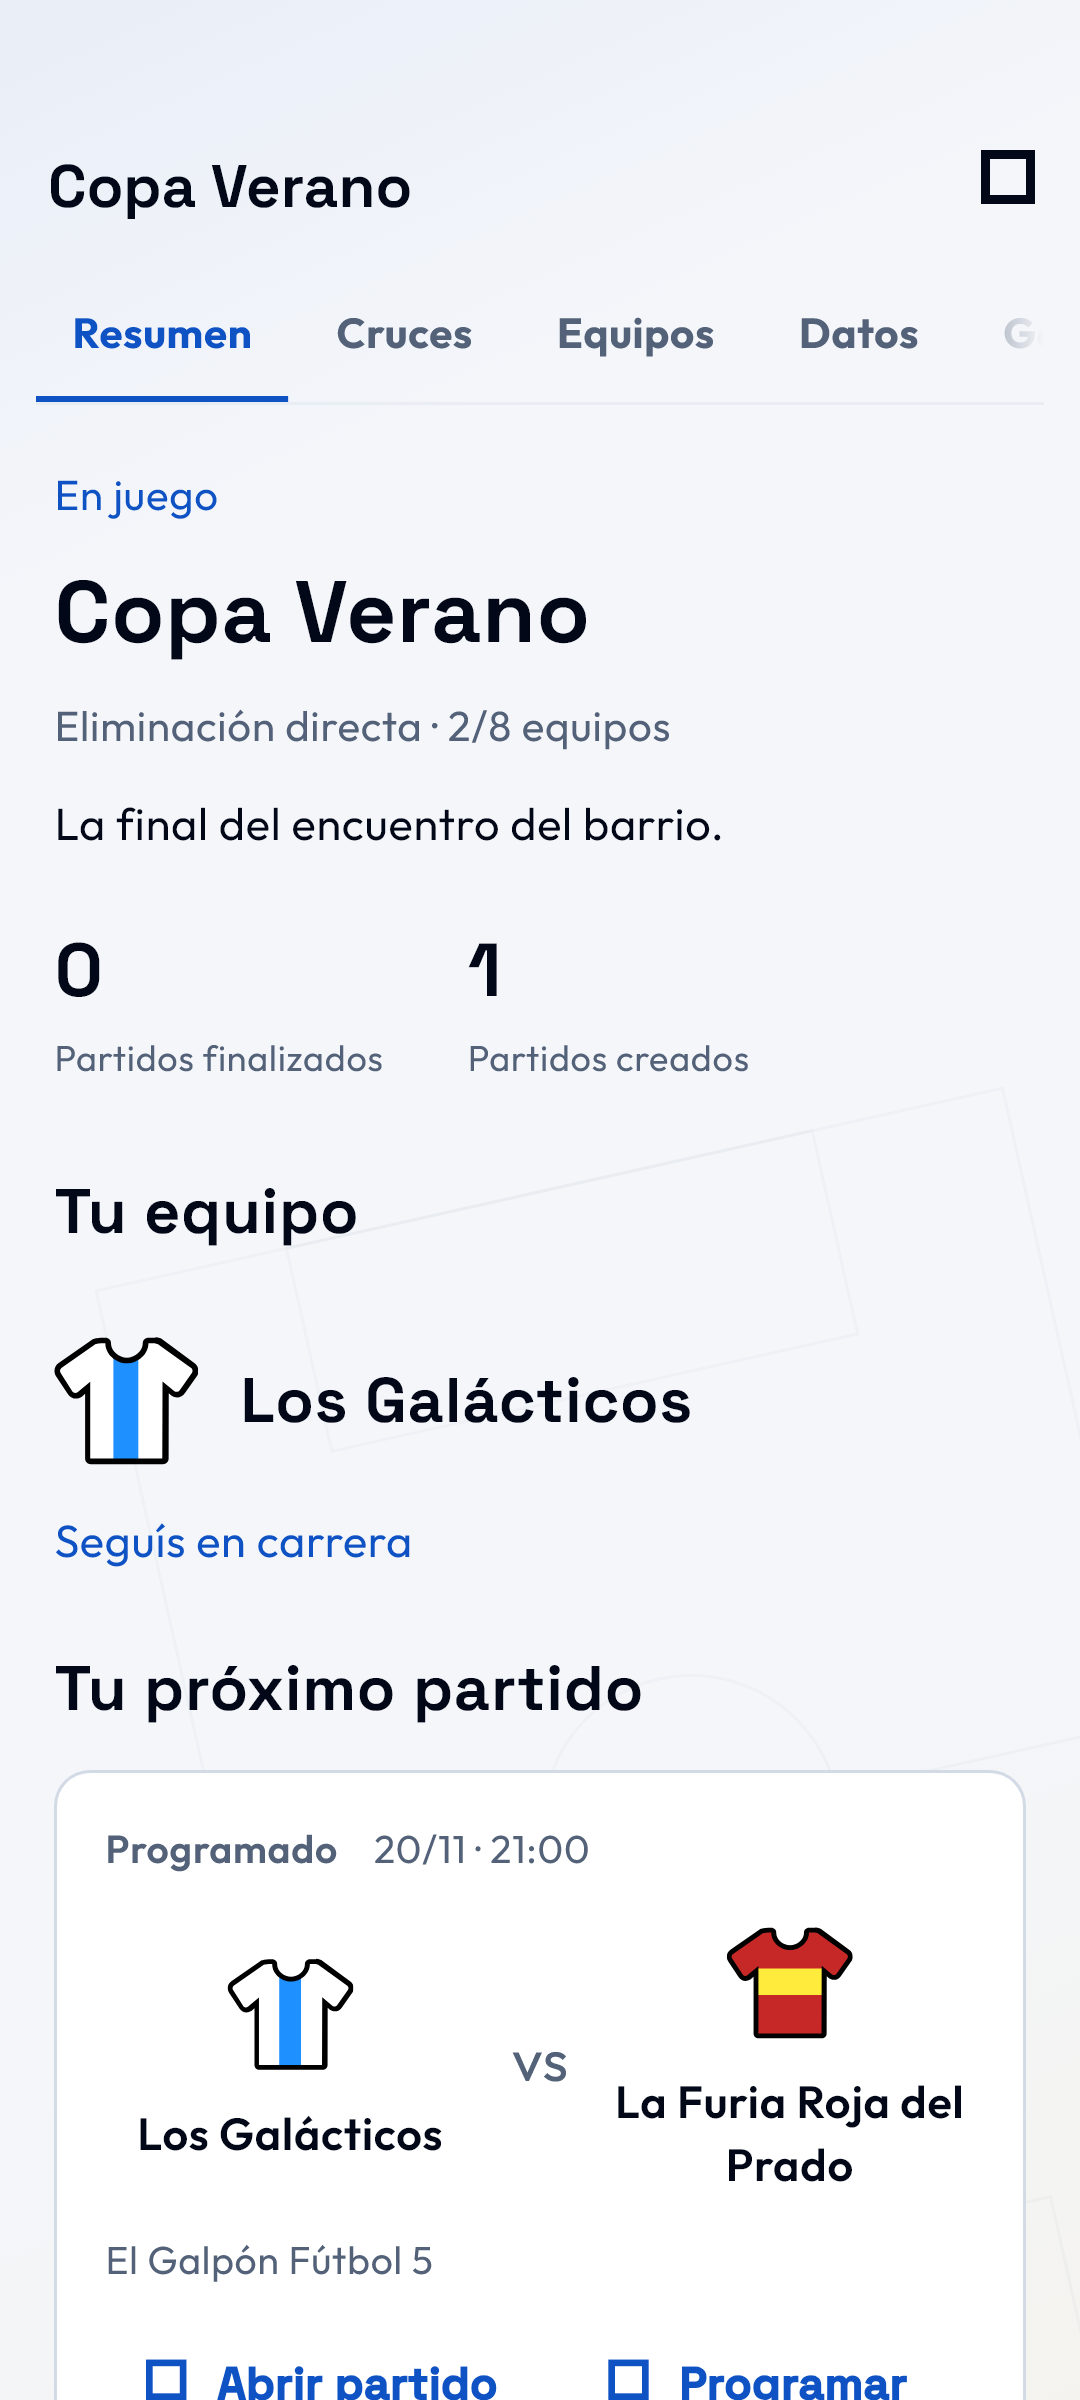 Copa Verano
Resumen Cruces Equipos Datos G
En juego
Copa Verano
Eliminación directa · 2/8 equipos
La final del encuentro del barrio.
0 1
Partidos finalizados Partidos creados
Tu equipo
Los Galácticos
Seguís en carrera
Tu próximo partido
Programado 20/11 · 21:00
vs
Los Galácticos
La Furia Roja del
Prado
El Galpón Fútbol 5
Abrir partido Programar